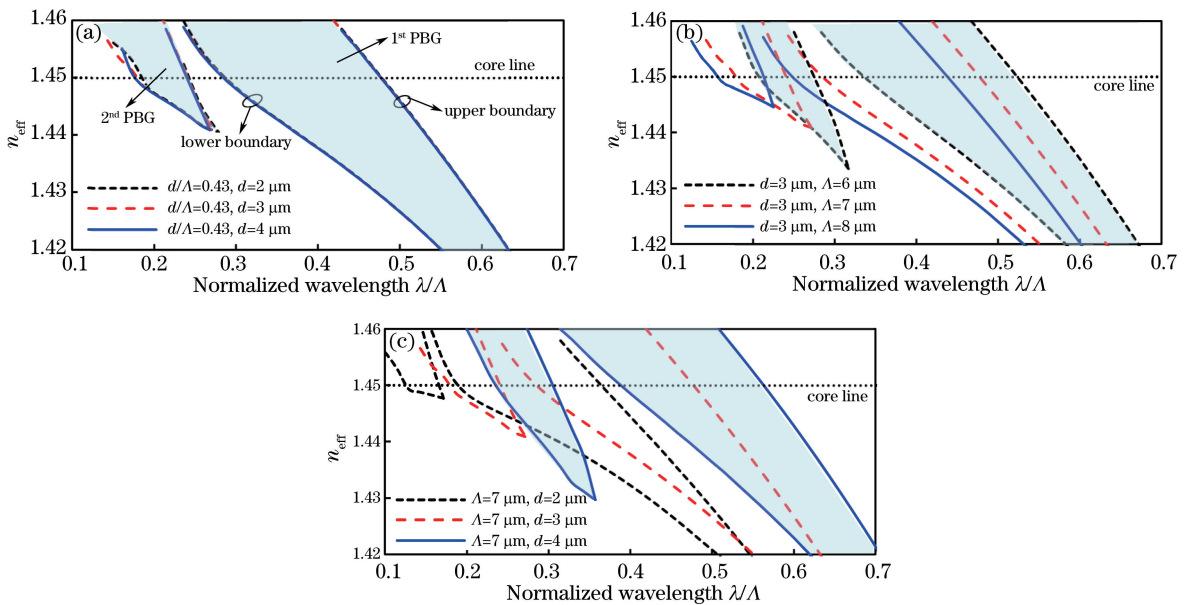 (a)
1.46
1.45
1.44
1.43
1.42
n_eff
1st PBG
core line
2nd PBG
lower boundary
upper boundary
d/Λ=0.43, d=2 μm
d/Λ=0.43, d=3 μm
d/Λ=0.43, d=4 μm
0.1 0.2 0.3 0.4 0.5 0.6 0.7
Normalized wavelength λ/Λ
(b)
1.46
1.45
1.44
1.43
1.42
n_eff
core line
d=3 μm, Λ=6 μm
d=3 μm, Λ=7 μm
d=3 μm, Λ=8 μm
0.1 0.2 0.3 0.4 0.5 0.6 0.7
Normalized wavelength λ/Λ
(c)
1.46
1.45
1.44
1.43
1.42
n_eff
core line
Λ=7 μm, d=2 μm
Λ=7 μm, d=3 μm
Λ=7 μm, d=4 μm
0.1 0.2 0.3 0.4 0.5 0.6 0.7
Normalized wavelength λ/Λ